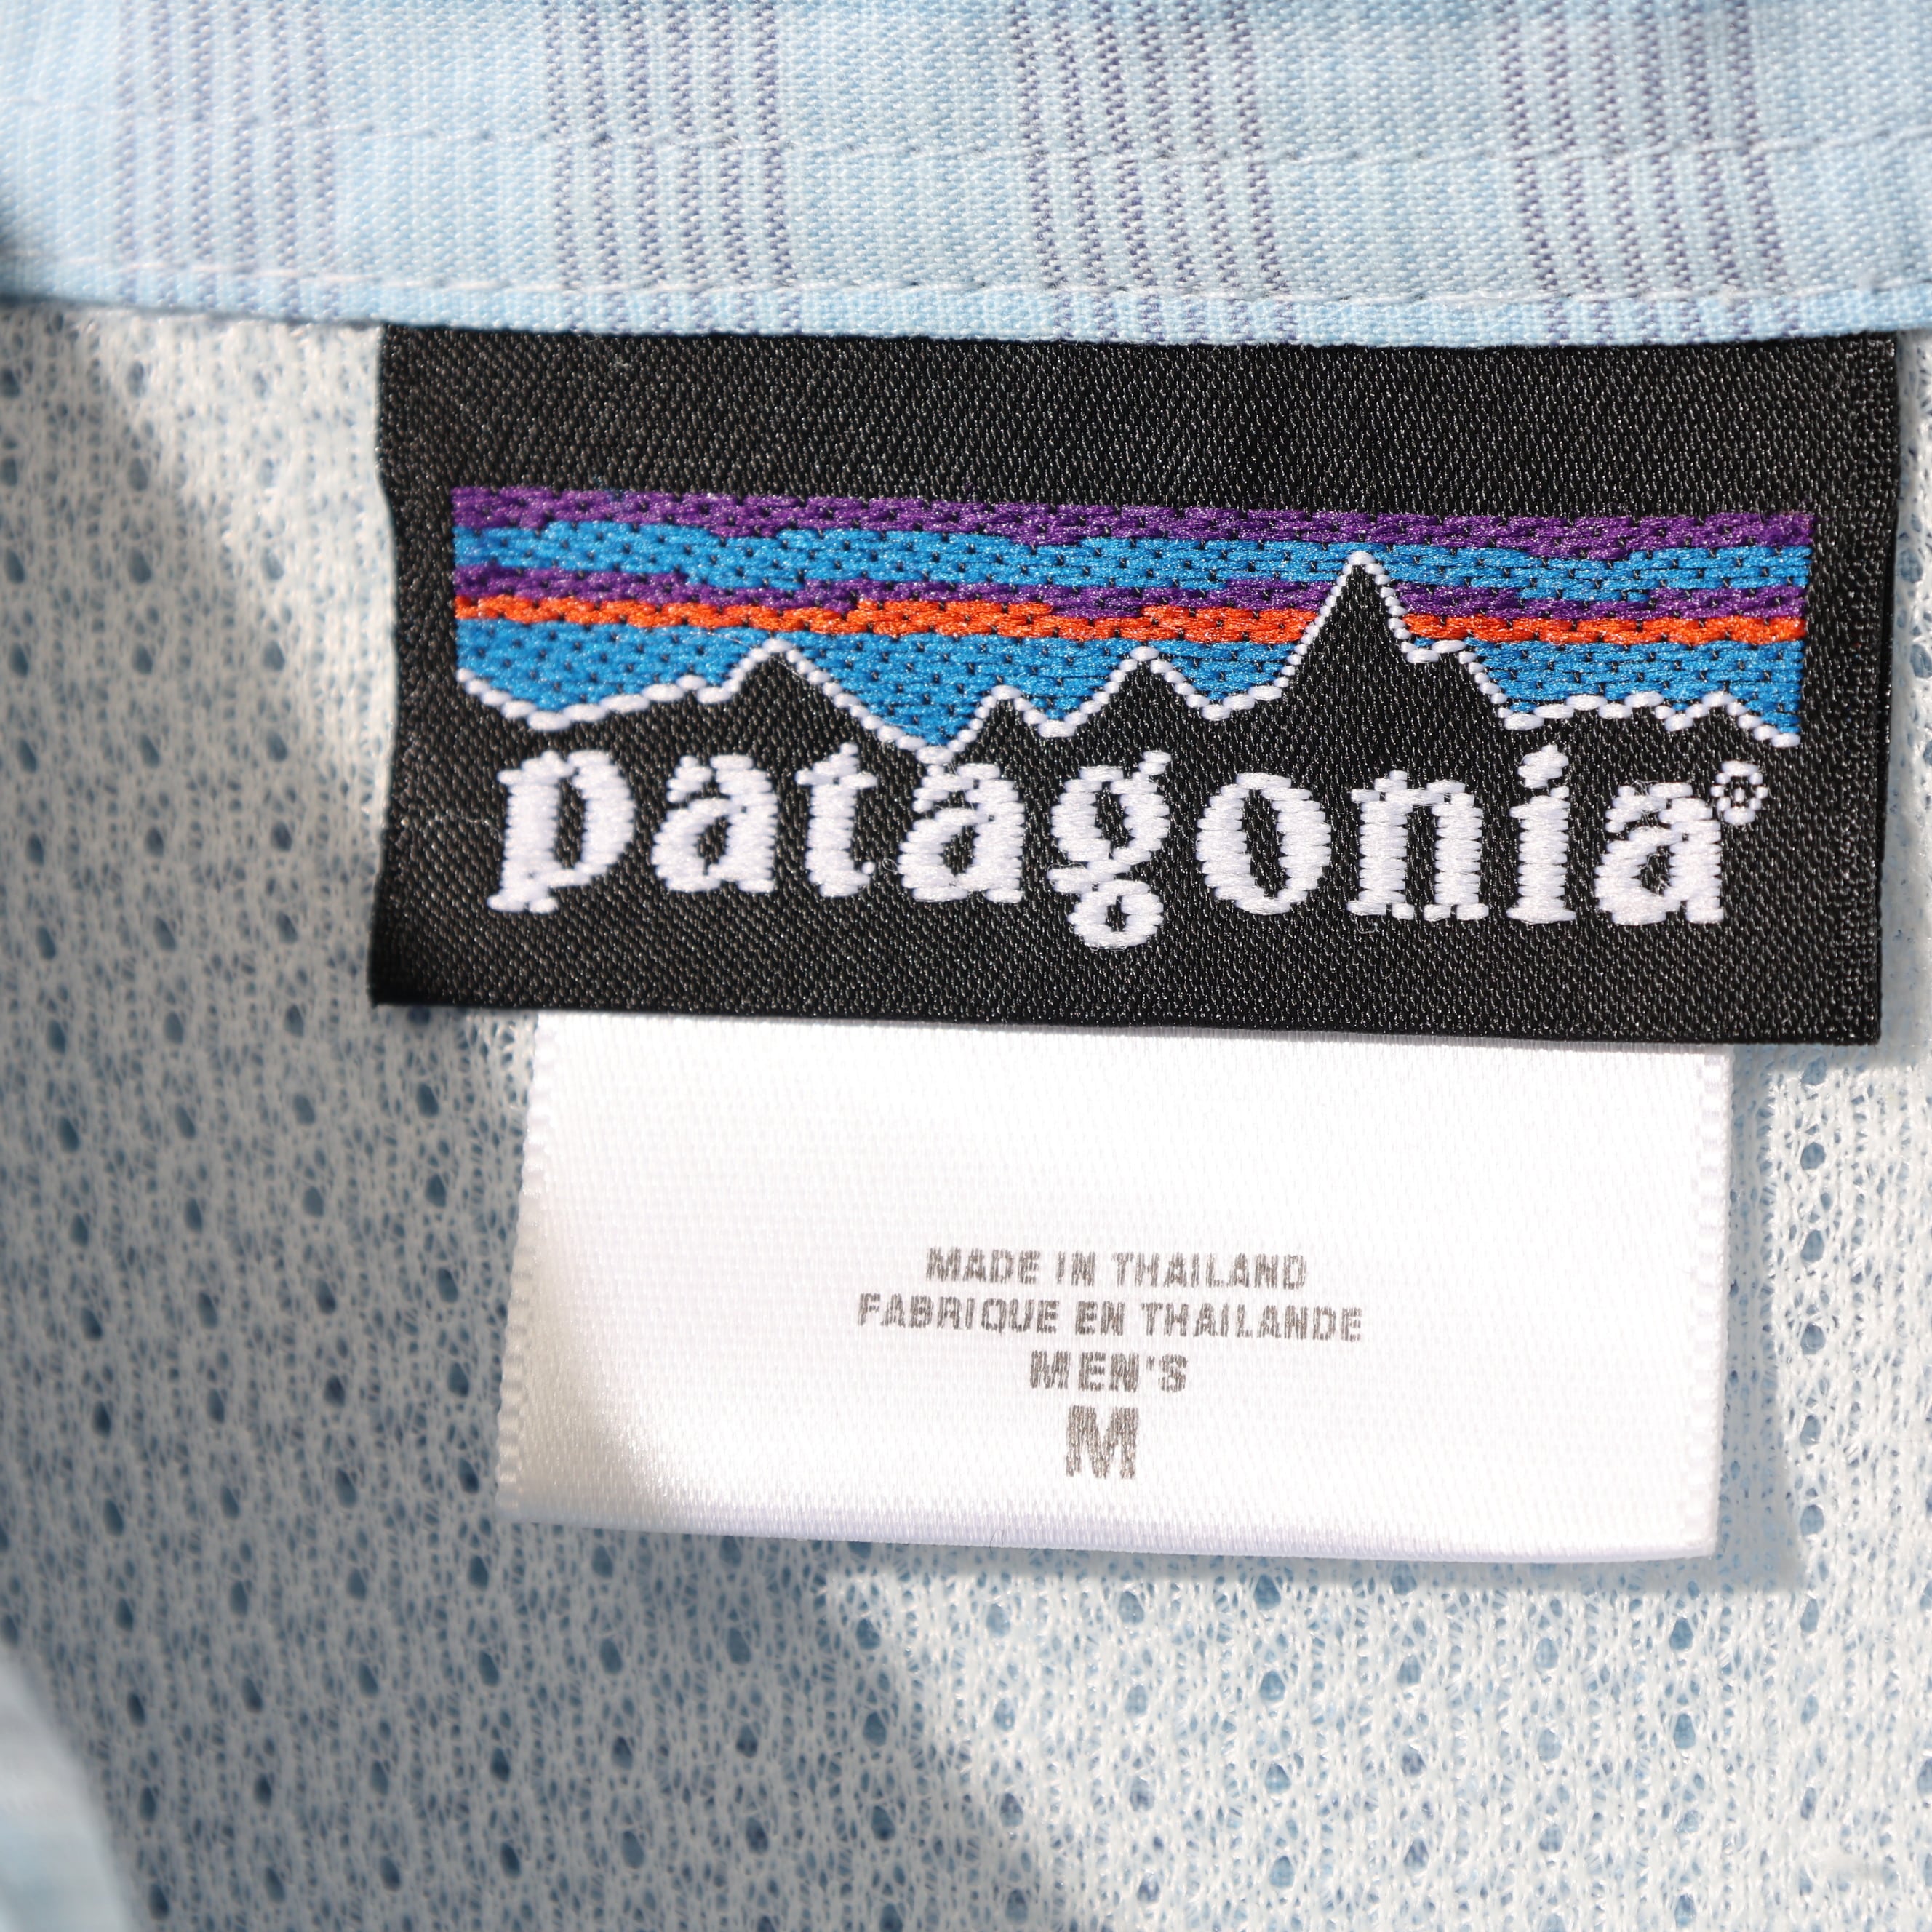 patagonia®
MADE IN THAILAND
FABRIQUE EN THAILANDE
MEN'S
M